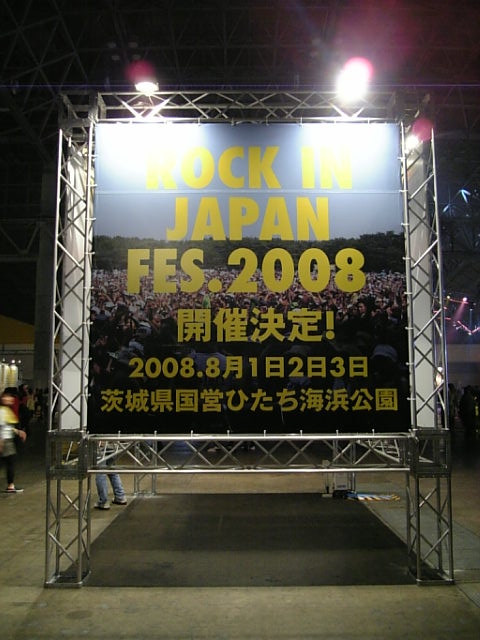 ROCK IN
JAPAN
FES.2008
開催決定!
2008.8月1日2日3日
茨城県国営ひたち海浜公園